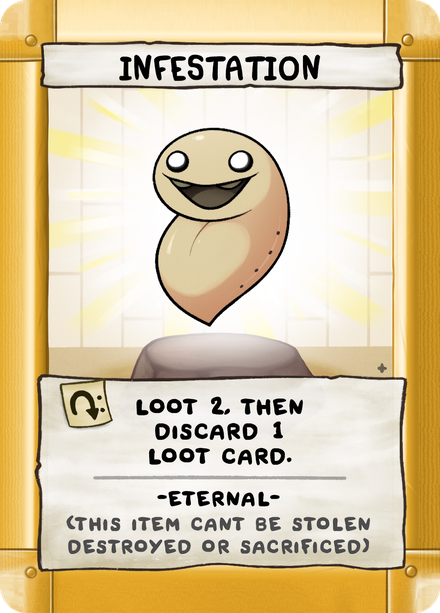 INFESTATION
LOOT 2, THEN
DISCARD 1
LOOT CARD.
-ETERNAL-
(THIS ITEM CANT BE STOLEN
DESTROYED OR SACRIFICED)